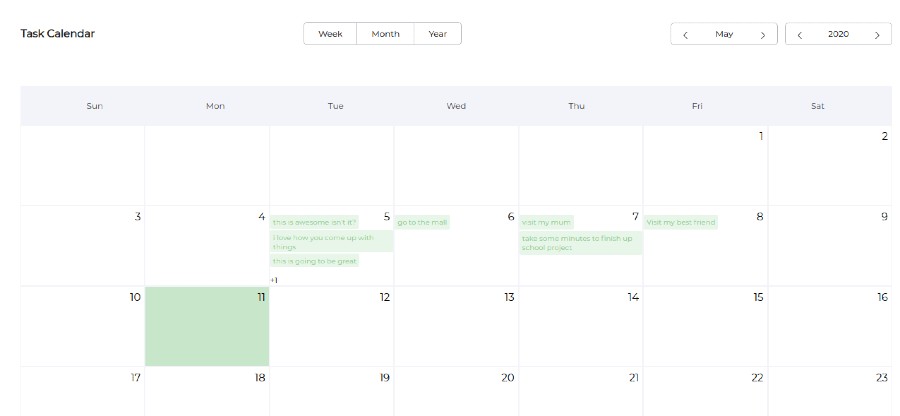 Task Calendar
Week Month Year
May
2020
Sun Mon Tue Wed Thu Fri Sat
1 2
3 4 5 6 7 8 9
this is awesome isn't it?
i love how you come up with
things
this is going to be great
+1
go to the mall
visit my mum
take some minutes to finish up
school project
Visit my best friend
10 11 12 13 14 15 16
17 18 19 20 21 22 23